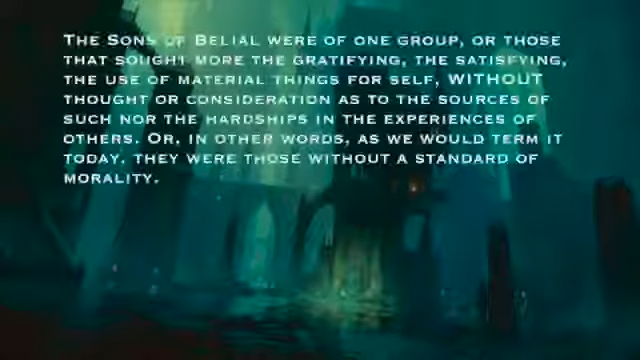 The Sons of Belial were of one group, or those
that sought more the gratifying, the satisfying,
the use of material things for self, WITHOUT
thought or consideration as to the sources of
such nor the hardships in the experiences of
others. Or, in other words, as we would term it
today, they were those without a standard of
morality.